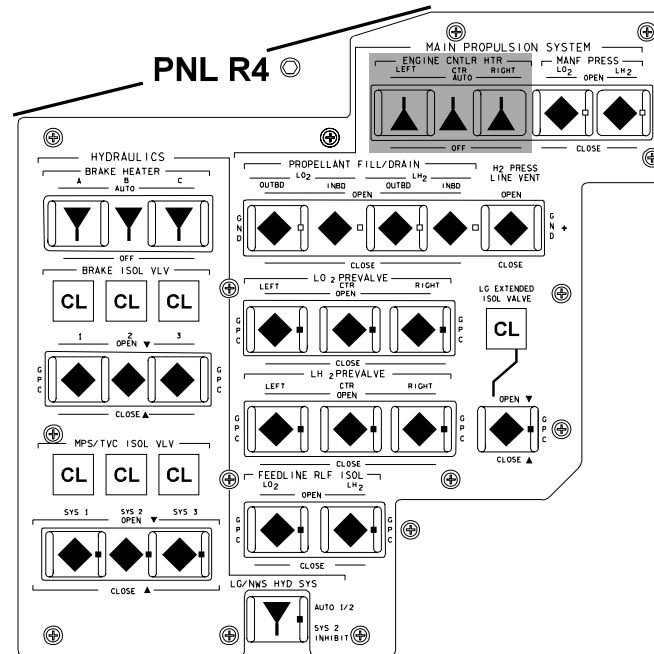 PNL R4
MAIN PROPULSION SYSTEM
ENGINE CNTLR HTR
LEFT CTR RIGHT
AUTO
OFF
MANF PRESS
LO2 LH2
OPEN
CLOSE
HYDRAULICS
BRAKE HEATER
A B C
AUTO
OFF
BRAKE ISOL VLV
CL CL CL
1 2 3
OPEN ▼
GPC GPC
CLOSE ▲
MPS/TVC ISOL VLV
CL CL CL
SYS 1 SYS 2 SYS 3
OPEN ▼
CLOSE ▲
PROPELLANT FILL/DRAIN
LO2 LH2
OUTBD INBD OUTBD INBD
OPEN
GND
CLOSE
H2 PRESS
LINE VENT
OPEN
GND +
CLOSE
LO2 PREVALVE
LEFT CTR RIGHT
OPEN
GPC GPC
CLOSE
LH2 PREVALVE
LEFT CTR RIGHT
OPEN
GPC GPC
CLOSE
LG EXTENDED
ISOL VALVE
CL
OPEN ▼
GPC
CLOSE ▲
FEEDLINE RLF ISOL
LO2 LH2
OPEN
GPC GPC
CLOSE
LG/NWS HYD SYS
AUTO 1/2
SYS 2
INHIBIT